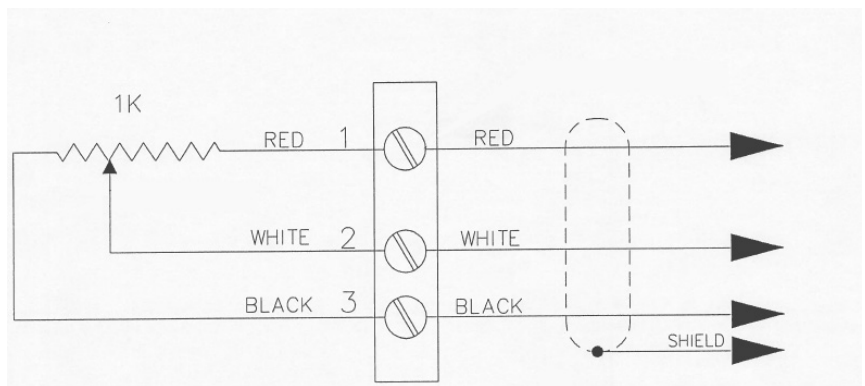 1K
RED 1 RED
WHITE 2 WHITE
BLACK 3 BLACK
SHIELD